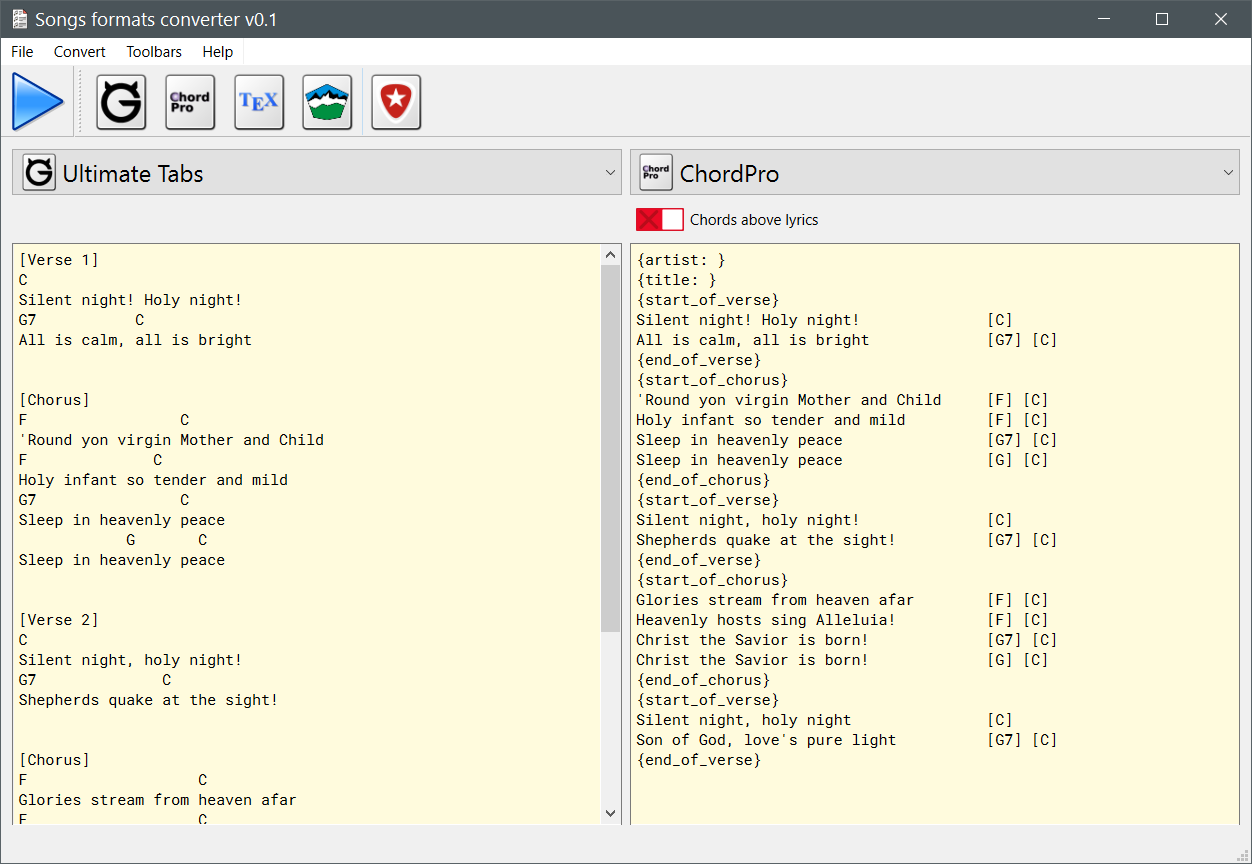 Songs formats converter v0.1
File Convert Toolbars Help
G Chord Pro TEX
G Ultimate Tabs
Chord Pro ChordPro
Chords above lyrics
[Verse 1]
C
Silent night! Holy night!
G7           C
All is calm, all is bright
[Chorus]
F                 C
'Round yon virgin Mother and Child
F              C
Holy infant so tender and mild
G7                C
Sleep in heavenly peace
            G       C
Sleep in heavenly peace
[Verse 2]
C
Silent night, holy night!
G7              C
Shepherds quake at the sight!
[Chorus]
F                   C
Glories stream from heaven afar
F                   C
{artist: }
{title: }
{start_of_verse}
Silent night! Holy night!              [C]
All is calm, all is bright             [G7] [C]
{end_of_verse}
{start_of_chorus}
'Round yon virgin Mother and Child     [F] [C]
Holy infant so tender and mild         [F] [C]
Sleep in heavenly peace                [G7] [C]
Sleep in heavenly peace                [G] [C]
{end_of_chorus}
{start_of_verse}
Silent night, holy night!              [C]
Shepherds quake at the sight!          [G7] [C]
{end_of_verse}
{start_of_chorus}
Glories stream from heaven afar        [F] [C]
Heavenly hosts sing Alleluia!          [F] [C]
Christ the Savior is born!             [G7] [C]
Christ the Savior is born!             [G] [C]
{end_of_chorus}
{start_of_verse}
Silent night, holy night               [C]
Son of God, love's pure light          [G7] [C]
{end_of_verse}